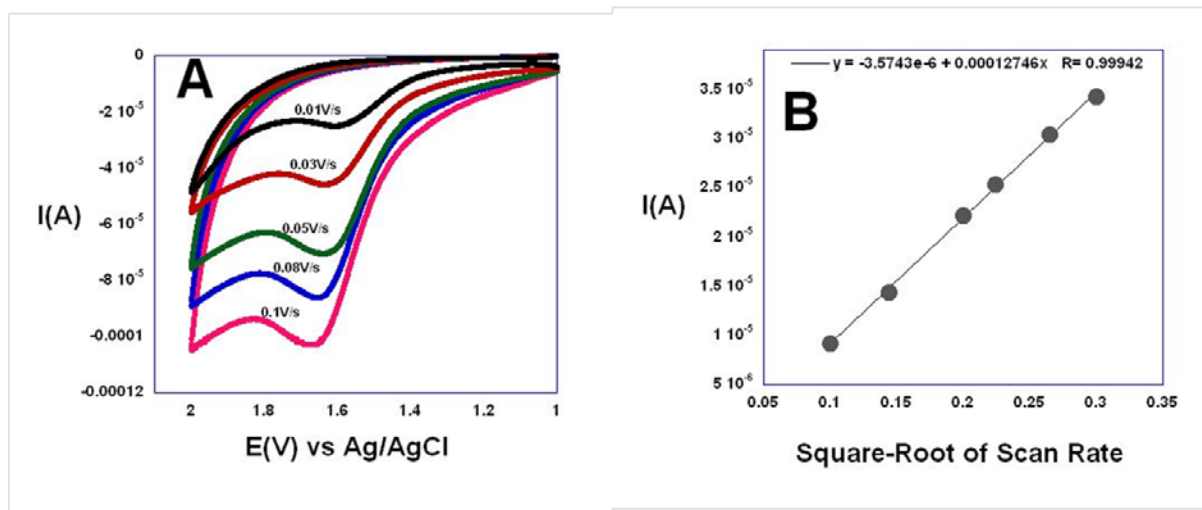 A
0
-2 10⁻⁵
-4 10⁻⁵
-6 10⁻⁵
-8 10⁻⁵
-0.0001
-0.00012
I(A)
0.01V/s
0.03V/s
0.05V/s
0.08V/s
0.1V/s
2 1.8 1.6 1.4 1.2 1
E(V) vs Ag/AgCl
y = -3.5743e-6 + 0.00012746x R= 0.99942
B
3.5 10⁻⁵
3 10⁻⁵
2.5 10⁻⁵
2 10⁻⁵
1.5 10⁻⁵
1 10⁻⁵
5 10⁻⁶
I(A)
0.05 0.1 0.15 0.2 0.25 0.3 0.35
Square-Root of Scan Rate